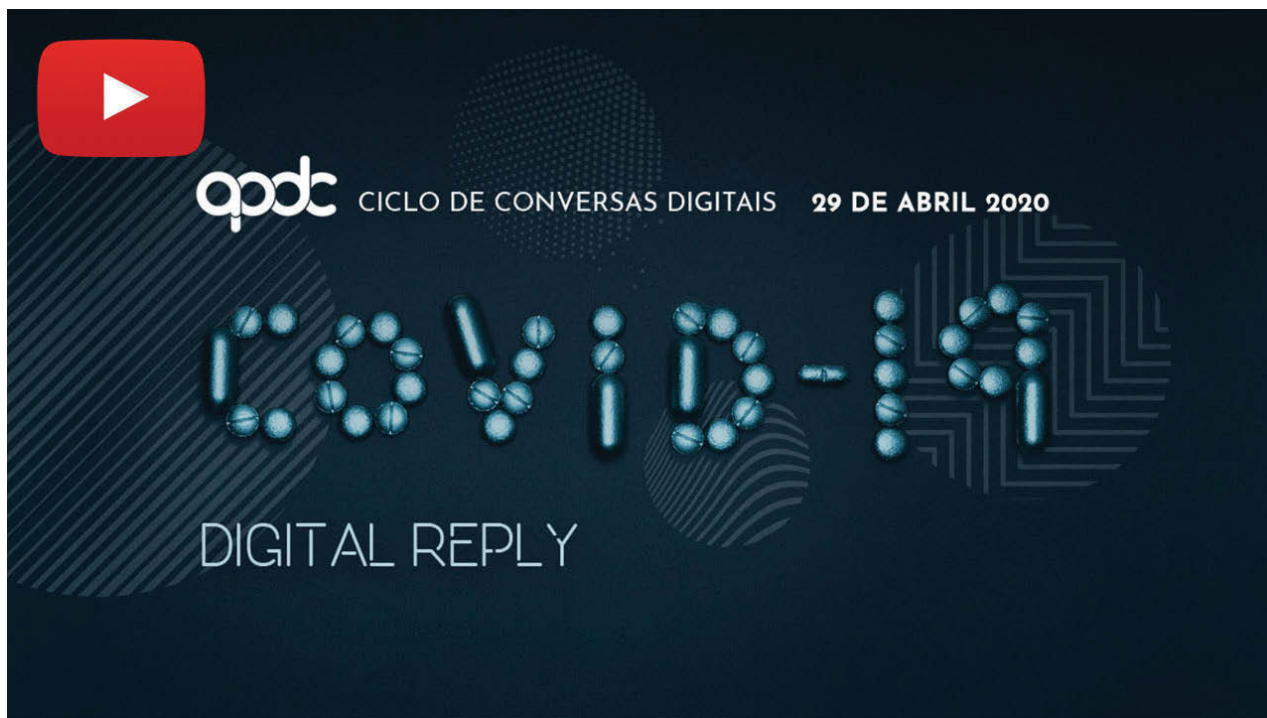 apdc CICLO DE CONVERSAS DIGITAIS 29 DE ABRIL 2020
COVID-19
DIGITAL REPLY